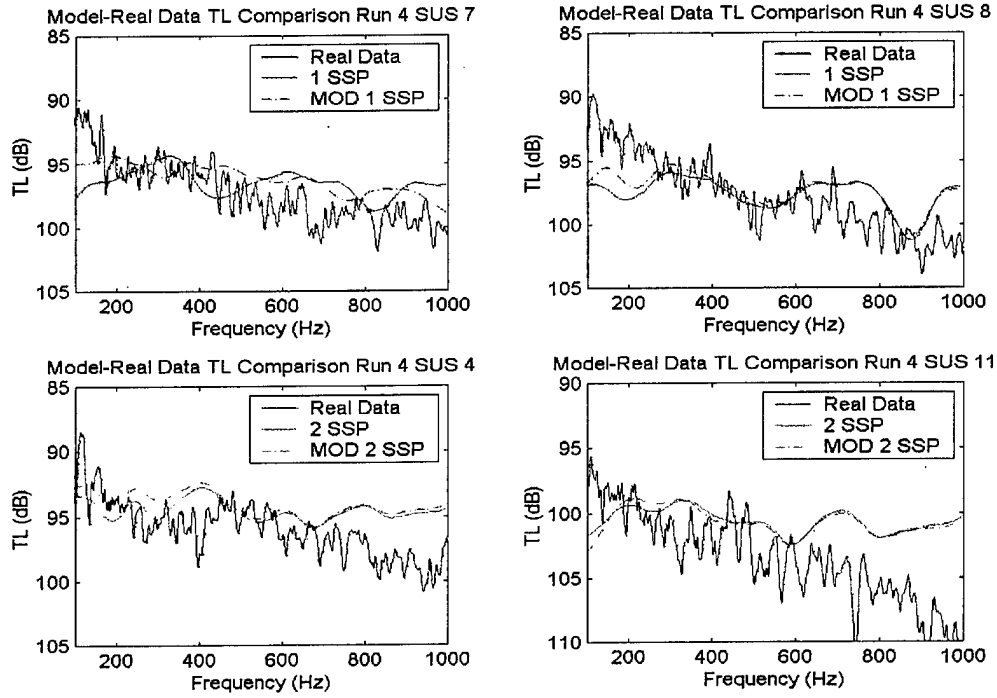 Model-Real Data TL Comparison Run 4 SUS 7
85
90
95
100
105
TL (dB)
Real Data
1 SSP
MOD 1 SSP
200
400
600
800
1000
Frequency (Hz)
Model-Real Data TL Comparison Run 4 SUS 8
85
90
95
100
105
TL (dB)
Real Data
1 SSP
MOD 1 SSP
200
400
600
800
1000
Frequency (Hz)
Model-Real Data TL Comparison Run 4 SUS 4
85
90
95
100
105
TL (dB)
Real Data
2 SSP
MOD 2 SSP
200
400
600
800
1000
Frequency (Hz)
Model-Real Data TL Comparison Run 4 SUS 11
90
95
100
105
110
TL (dB)
Real Data
2 SSP
MOD 2 SSP
200
400
600
800
1000
Frequency (Hz)